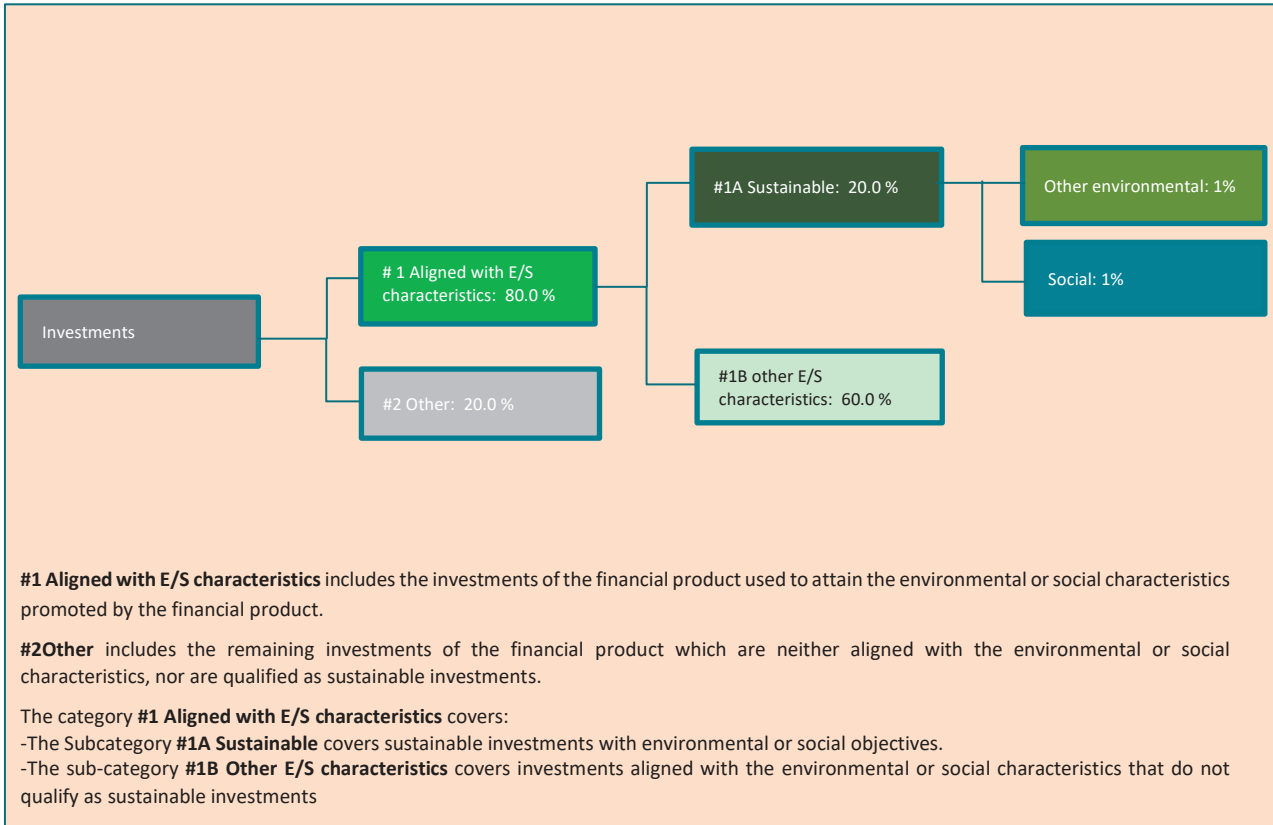 #1A Sustainable: 20.0 %
Other environmental: 1%
# 1 Aligned with E/S
characteristics: 80.0 %
Social: 1%
Investments
#1B other E/S
characteristics: 60.0 %
#2 Other: 20.0 %
#1 Aligned with E/S characteristics includes the investments of the financial product used to attain the environmental or social characteristics
promoted by the financial product.
#2Other includes the remaining investments of the financial product which are neither aligned with the environmental or social
characteristics, nor are qualified as sustainable investments.
The category #1 Aligned with E/S characteristics covers:
-The Subcategory #1A Sustainable covers sustainable investments with environmental or social objectives.
-The sub-category #1B Other E/S characteristics covers investments aligned with the environmental or social characteristics that do not
qualify as sustainable investments